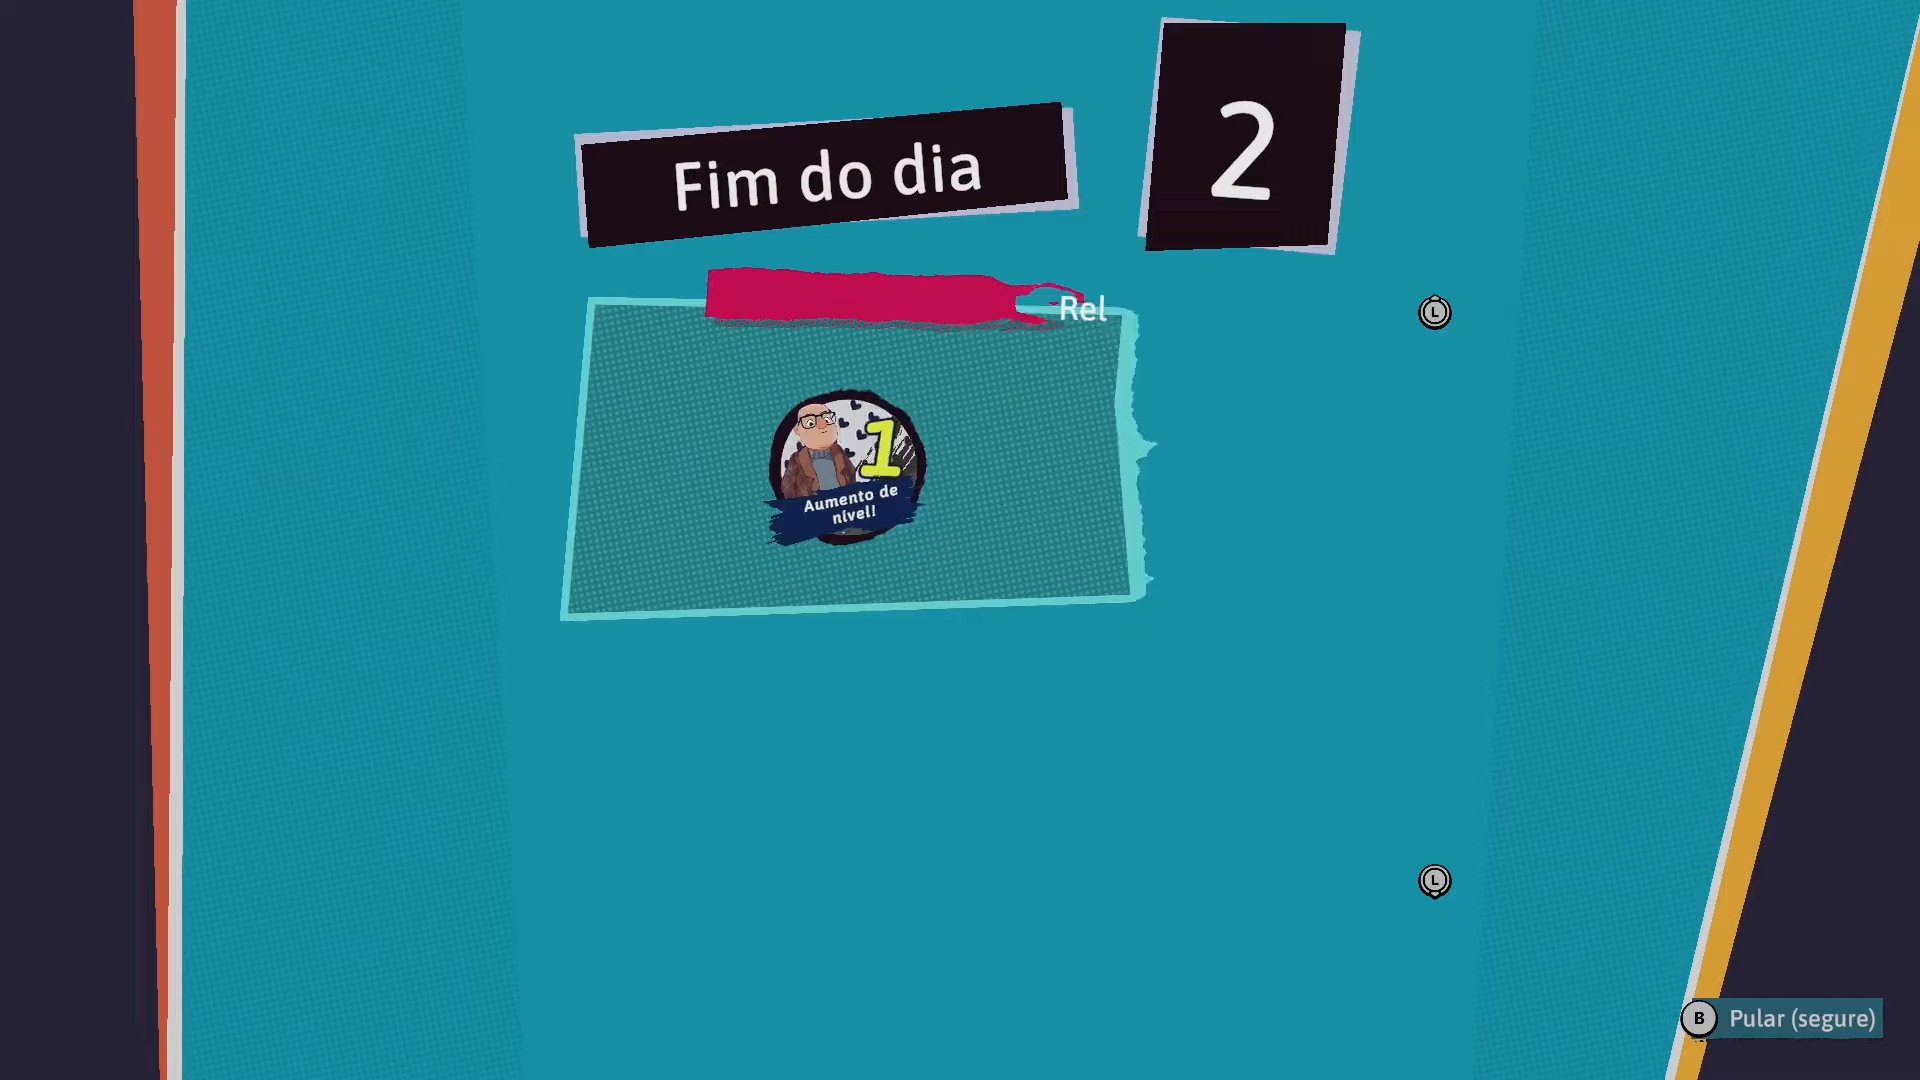 Fim do dia
2
Rel
L
1
Aumento de
nível!
L
B Pular (segure)